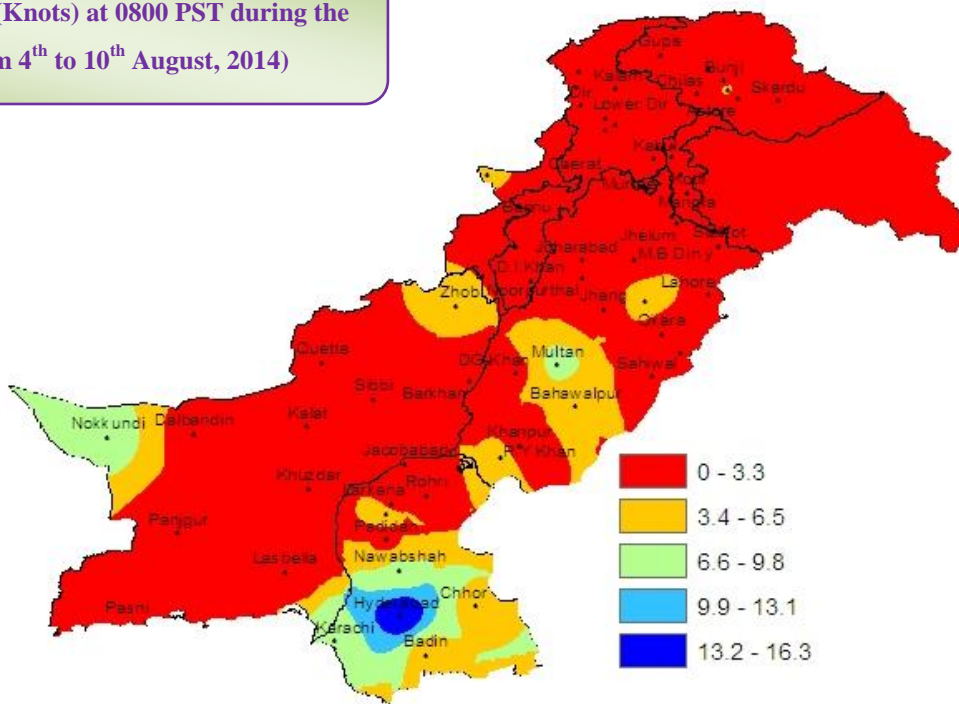 (Knots) at 0800 PST during the
m 4th to 10th August, 2014)
Gupis
Bunji
Kalam
Chilas
Skardu
Dir
Lower Dir
Astore
Kakul
Cherat
Murree
Kotli
Mangla
Bannu
Jhelum
Sialkot
Joharabad
M.B.Din y
D.I.Khan
Lahore
Zhob
Noorpurthal
Jhang
Okara
Quetta
Multan
DG Khan
Sahiwal
Sibbi
Barkhan
Bahawalpur
Nokkundi
Dalbandin
Kalat
Khanpur
Jacobabad
R Y Khan
0 - 3.3
Khuzdar
Rohri
Larkana
3.4 - 6.5
Panjgur
Padidan
Lasbella
Nawabshah
6.6 - 9.8
Pasni
Hyderabad
Chhor
9.9 - 13.1
Karachi
Badin
13.2 - 16.3